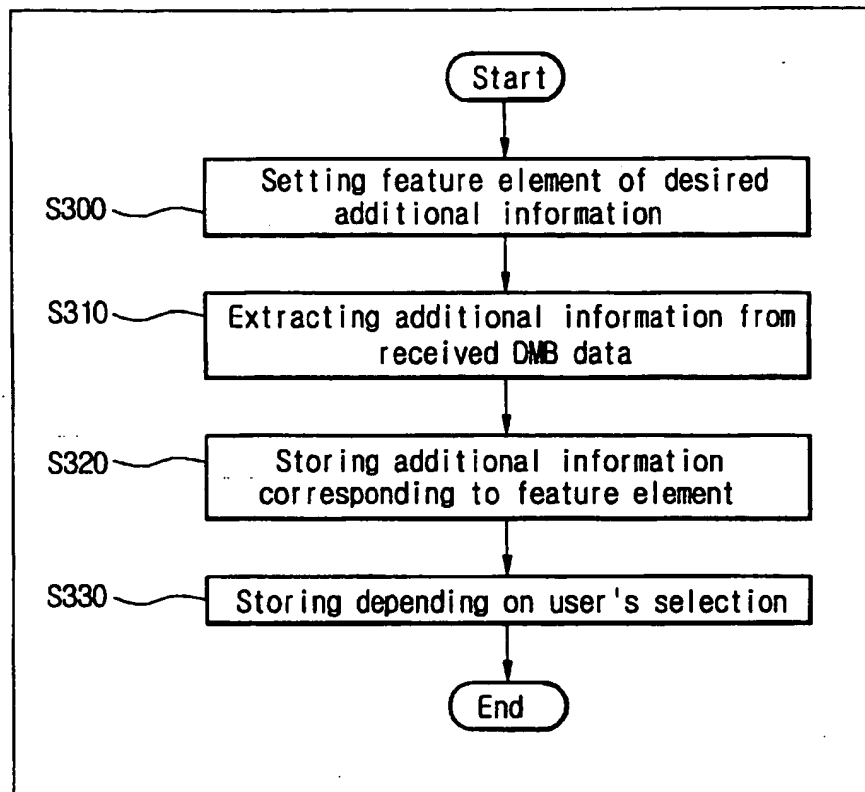 Start
S300
Setting feature element of desired
additional information
S310
Extracting additional information from
received DMB data
S320
Storing additional information
corresponding to feature element
S330
Storing depending on user's selection
End